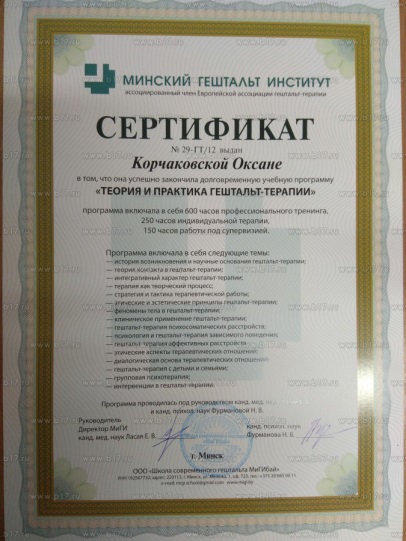 МИНСКИЙ ГЕШТАЛЬТ ИНСТИТУТ
ассоциированный член Европейской ассоциации гештальт-терапии
СЕРТИФИКАТ
№ 29-ГТ/12 выдан
Корчаковской Оксане
в том, что она успешно закончила долговременную учебную программу
«ТЕОРИЯ И ПРАКТИКА ГЕШТАЛЬТ-ТЕРАПИИ»
программа включала в себя 600 часов профессионального тренинга,
250 часов индивидуальной терапии,
150 часов работы под супервизией.
Программа включала в себя следующие темы:
– история возникновения и научные основания гештальт-терапии;
– теория контакта в гештальт-терапии;
– интегративный характер гештальт-терапии;
– терапия как творческий процесс;
– стратегия и тактика терапевтической работы;
– этические и эстетические принципы гештальт-терапии;
– феномены тела в гештальт-терапии;
– клиническое применение гештальт-терапии;
– гештальт-терапия психосоматических расстройств;
– психология и гештальт-терапия зависимого поведения;
– гештальт-терапия аффективных расстройств
– этические аспекты терапевтических отношений;
– диалоговая основа терапевтических отношений;
– гештальт-терапия с детьми и семьями;
– групповая психотерапия;
– интервенции в гештальт-терапии.
Программа проводилась под руководством канд. мед.
и канд. психол. наук Фурмановой Н. В.
Руководитель
Директор МиГИ
канд. мед. наук Ласая Е. В.
канд. психол. наук
Фурманова Н. В.
г. Минск
ООО «Школа современного гештальта МиГИбай»
www.b17.ru